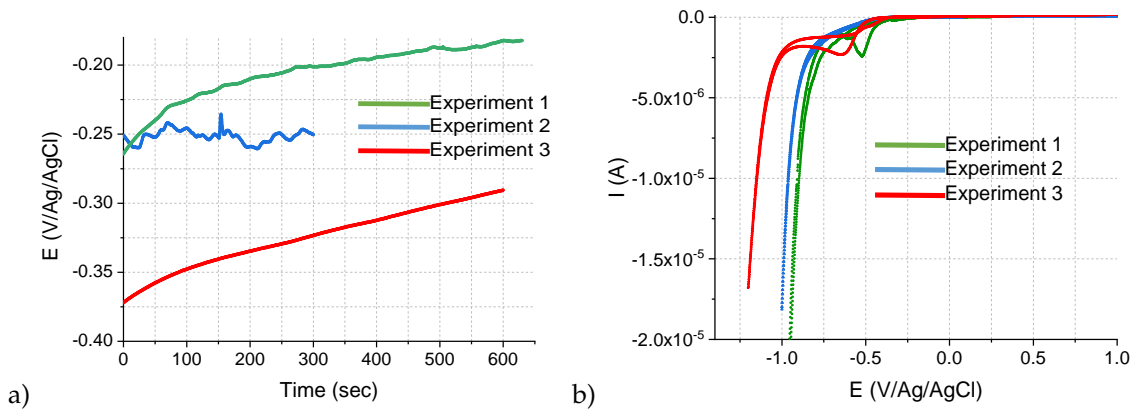 -0.20
-0.25
-0.30
-0.35
-0.40
E (V/Ag/AgCl)
Experiment 1
Experiment 2
Experiment 3
0 100 200 300 400 500 600
Time (sec)
a)
0.0
-5.0x10⁻⁶
-1.0x10⁻⁵
-1.5x10⁻⁵
-2.0x10⁻⁵
I (A)
Experiment 1
Experiment 2
Experiment 3
-1.0 -0.5 0.0 0.5 1.0
E (V/Ag/AgCl)
b)